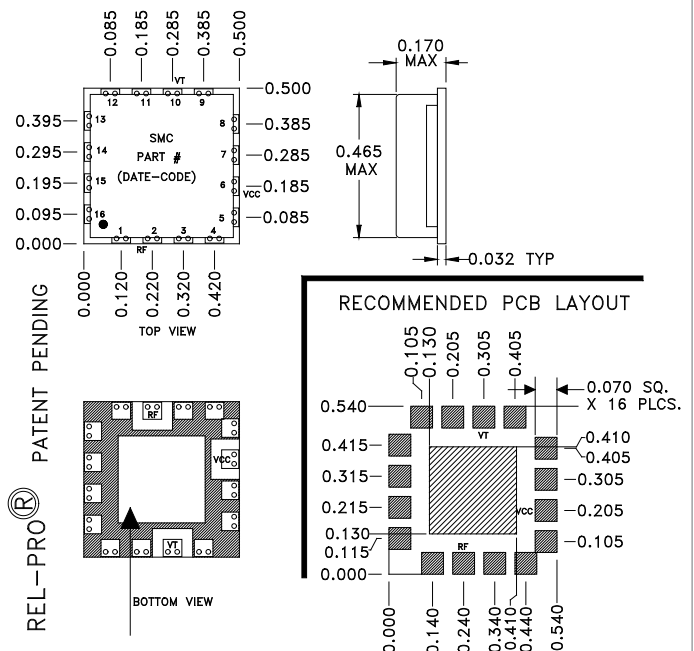 0.085
0.185
0.285
0.385
0.500
VT
12
11
10
9
0.500
0.395
13
8
0.385
SMC
PART #
(DATE-CODE)
0.295
14
7
0.285
0.195
15
6
VCC
0.185
0.095
16
5
0.085
0.000
1
2
3
4
RF
0.000
0.120
0.220
0.320
0.420
TOP VIEW
0.170
MAX
0.465
MAX
0.032 TYP
PATENT PENDING
REL-PRO®
RF
VCC
VT
BOTTOM VIEW
RECOMMENDED PCB LAYOUT
0.105
0.130
0.205
0.305
0.405
0.070 SQ.
X 16 PLCS.
0.540
VT
0.415
0.410
0.405
0.315
0.305
0.215
VCC
0.205
0.130
0.115
RF
0.105
0.000
0.000
0.140
0.240
0.340
0.410
0.440
0.540